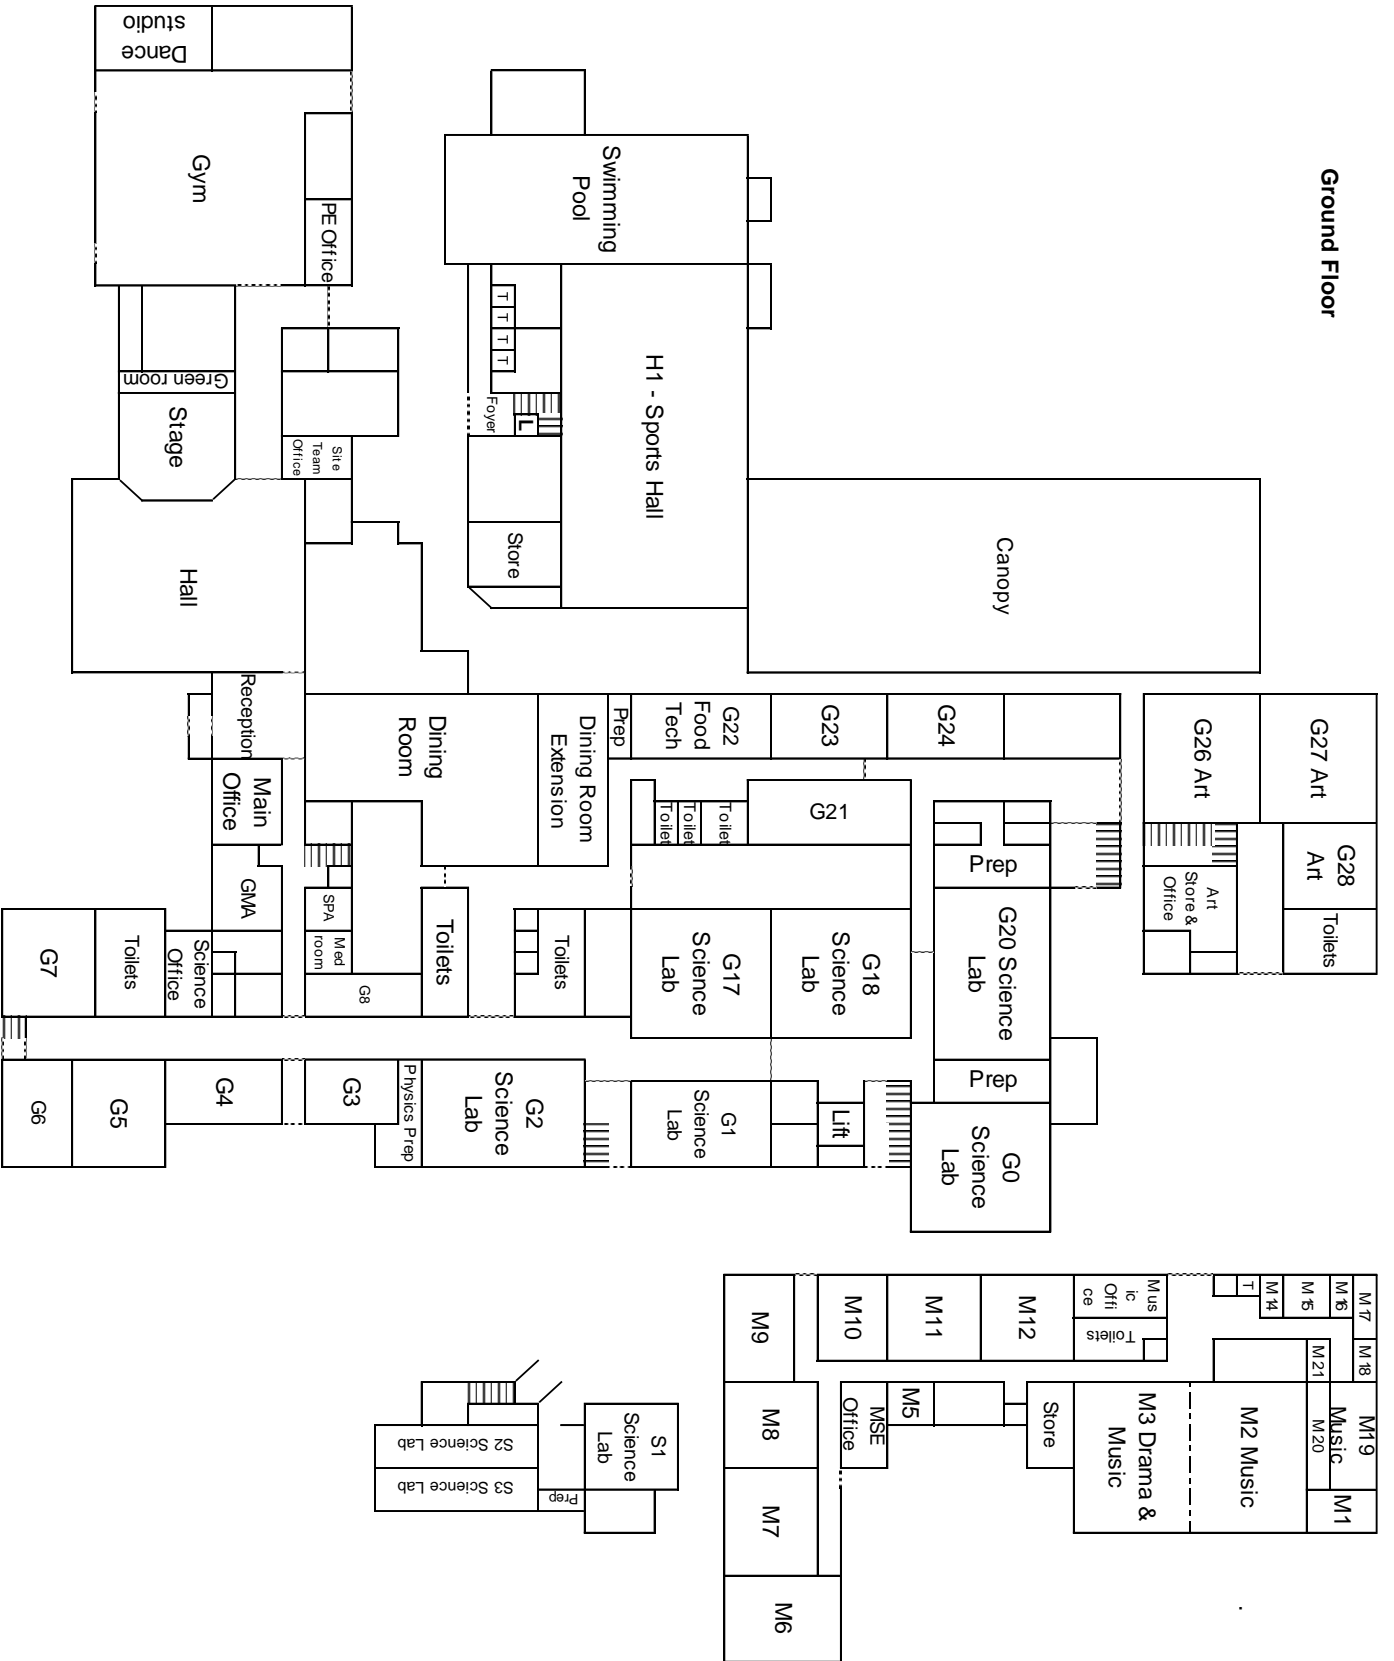 Ground Floor
Dance
studio
Gym
PE Office
Green room
Stage
Site
Team
Office
Hall
Reception
Main
Office
GMA
SPA
Med
room
G8
Science
Office
Toilets
G7
G6
G5
G4
G3
Physics Prep
G2
Science
Lab
G1
Science
Lab
Lift
G0
Science
Lab
Prep
G20 Science
Lab
Prep
G18
Science
Lab
G17
Science
Lab
Toilets
Toilets
Toilet
Toilet
Toilet
G21
Dining
Room
Dining Room
Extension
Prep
G22
Food
Tech
G23
G24
Swimming
Pool
T
T
T
T
Foyer
L
Store
H1 - Sports Hall
Canopy
G27 Art
G26 Art
G28
Art
Toilets
Art
Store &
Office
M17
M16
M15
M14
T
M18
M21
M19
Music
M20
M1
M2 Music
M3 Drama &
Music
Mus
ic
Offi
ce
Toilets
Store
M12
M11
M10
M9
M5
MSE
Office
M8
M7
M6
S1
Science
Lab
S2 Science Lab
S3 Science Lab
Prep